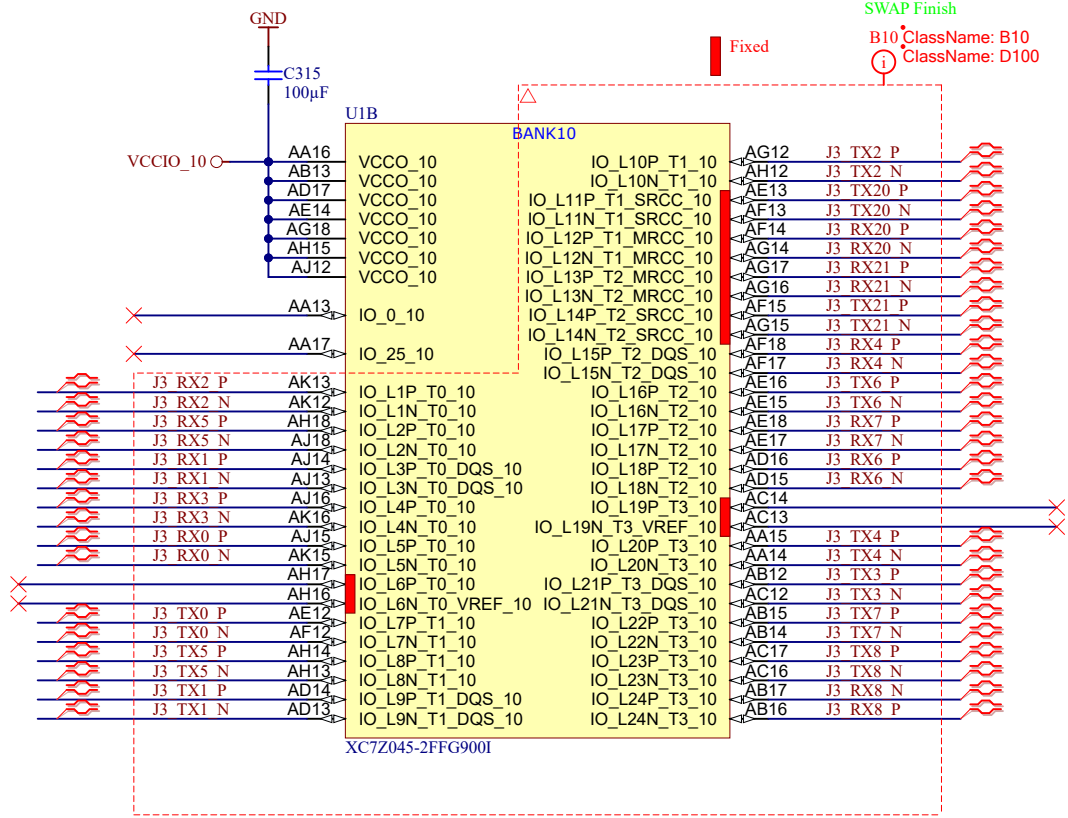 SWAP Finish
GND
Fixed
B10
ClassName: B10
ClassName: D100
i
C315
100µF
U1B
BANK10
VCCIO_10
AA16 VCCO_10
AB13 VCCO_10
AD17 VCCO_10
AE14 VCCO_10
AG18 VCCO_10
AH15 VCCO_10
AJ12 VCCO_10
AA13 IO_0_10
AA17 IO_25_10
J3_RX2_P AK13 IO_L1P_T0_10
J3_RX2_N AK12 IO_L1N_T0_10
J3_RX5_P AH18 IO_L2P_T0_10
J3_RX5_N AJ18 IO_L2N_T0_10
J3_RX1_P AJ14 IO_L3P_T0_DQS_10
J3_RX1_N AJ13 IO_L3N_T0_DQS_10
J3_RX3_P AJ16 IO_L4P_T0_10
J3_RX3_N AK16 IO_L4N_T0_10
J3_RX0_P AJ15 IO_L5P_T0_10
J3_RX0_N AK15 IO_L5N_T0_10
AH17 IO_L6P_T0_10
AH16 IO_L6N_T0_VREF_10
J3_TX0_P AE12 IO_L7P_T1_10
J3_TX0_N AF12 IO_L7N_T1_10
J3_TX5_P AH14 IO_L8P_T1_10
J3_TX5_N AH13 IO_L8N_T1_10
J3_TX1_P AD14 IO_L9P_T1_DQS_10
J3_TX1_N AD13 IO_L9N_T1_DQS_10
IO_L10P_T1_10 AG12 J3_TX2_P
IO_L10N_T1_10 AH12 J3_TX2_N
IO_L11P_T1_SRCC_10 AE13 J3_TX20_P
IO_L11N_T1_SRCC_10 AF13 J3_TX20_N
IO_L12P_T1_MRCC_10 AF14 J3_RX20_P
IO_L12N_T1_MRCC_10 AG14 J3_RX20_N
IO_L13P_T2_MRCC_10 AG17 J3_RX21_P
IO_L13N_T2_MRCC_10 AG16 J3_RX21_N
IO_L14P_T2_SRCC_10 AF15 J3_TX21_P
IO_L14N_T2_SRCC_10 AG15 J3_TX21_N
IO_L15P_T2_DQS_10 AF18 J3_RX4_P
IO_L15N_T2_DQS_10 AF17 J3_RX4_N
IO_L16P_T2_10 AE16 J3_TX6_P
IO_L16N_T2_10 AE15 J3_TX6_N
IO_L17P_T2_10 AE18 J3_RX7_P
IO_L17N_T2_10 AE17 J3_RX7_N
IO_L18P_T2_10 AD16 J3_RX6_P
IO_L18N_T2_10 AD15 J3_RX6_N
IO_L19P_T3_10 AC14
IO_L19N_T3_VREF_10 AC13
IO_L20P_T3_10 AA15 J3_TX4_P
IO_L20N_T3_10 AA14 J3_TX4_N
IO_L21P_T3_DQS_10 AB12 J3_TX3_P
IO_L21N_T3_DQS_10 AC12 J3_TX3_N
IO_L22P_T3_10 AB15 J3_TX7_P
IO_L22N_T3_10 AB14 J3_TX7_N
IO_L23P_T3_10 AC17 J3_TX8_P
IO_L23N_T3_10 AC16 J3_TX8_N
IO_L24P_T3_10 AB17 J3_RX8_N
IO_L24N_T3_10 AB16 J3_RX8_P
XC7Z045-2FFG900I